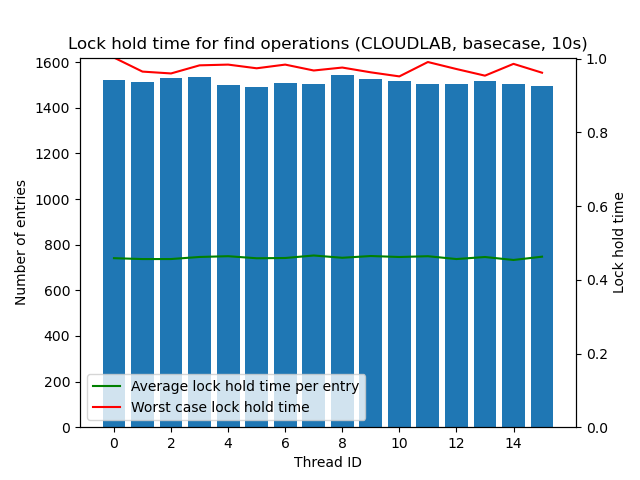 Lock hold time for find operations (CLOUDLAB, basecase, 10s)
1600
1400
1200
1000
800
600
400
200
0
Number of entries
1.0
0.8
0.6
0.4
0.2
0.0
Lock hold time
Average lock hold time per entry
Worst case lock hold time
0 2 4 6 8 10 12 14
Thread ID